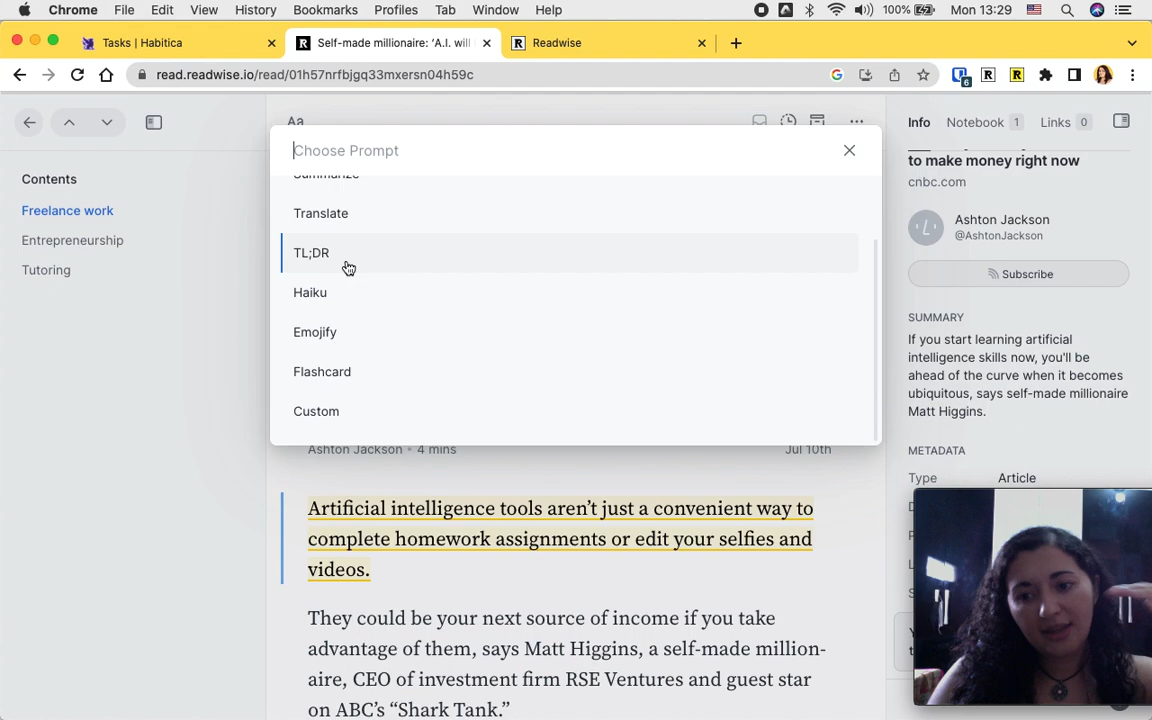 Chrome File Edit View History Bookmarks Profiles Tab Window Help 100% Mon 13:29
Tasks | Habitica
Self-made millionaire: ‘A.I. will
Readwise
read.readwise.io/read/01h57nrfbjgq33mxersn04h59c
6
Contents
Freelance work
Entrepreneurship
Tutoring
Aa
Choose Prompt
Summarize
Translate
TL;DR
Haiku
Emojify
Flashcard
Custom
Ashton Jackson • 4 mins
Jul 10th
Artificial intelligence tools aren’t just a convenient way to
complete homework assignments or edit your selfies and
videos.
They could be your next source of income if you take
advantage of them, says Matt Higgins, a self-made million-
aire, CEO of investment firm RSE Ventures and guest star
on ABC’s “Shark Tank.”
Info Notebook 1 Links 0
to make money right now
cnbc.com
Ashton Jackson
@AshtonJackson
Subscribe
SUMMARY
If you start learning artificial
intelligence skills now, you'll be
ahead of the curve when it becomes
ubiquitous, says self-made millionaire
Matt Higgins.
METADATA
Type Article